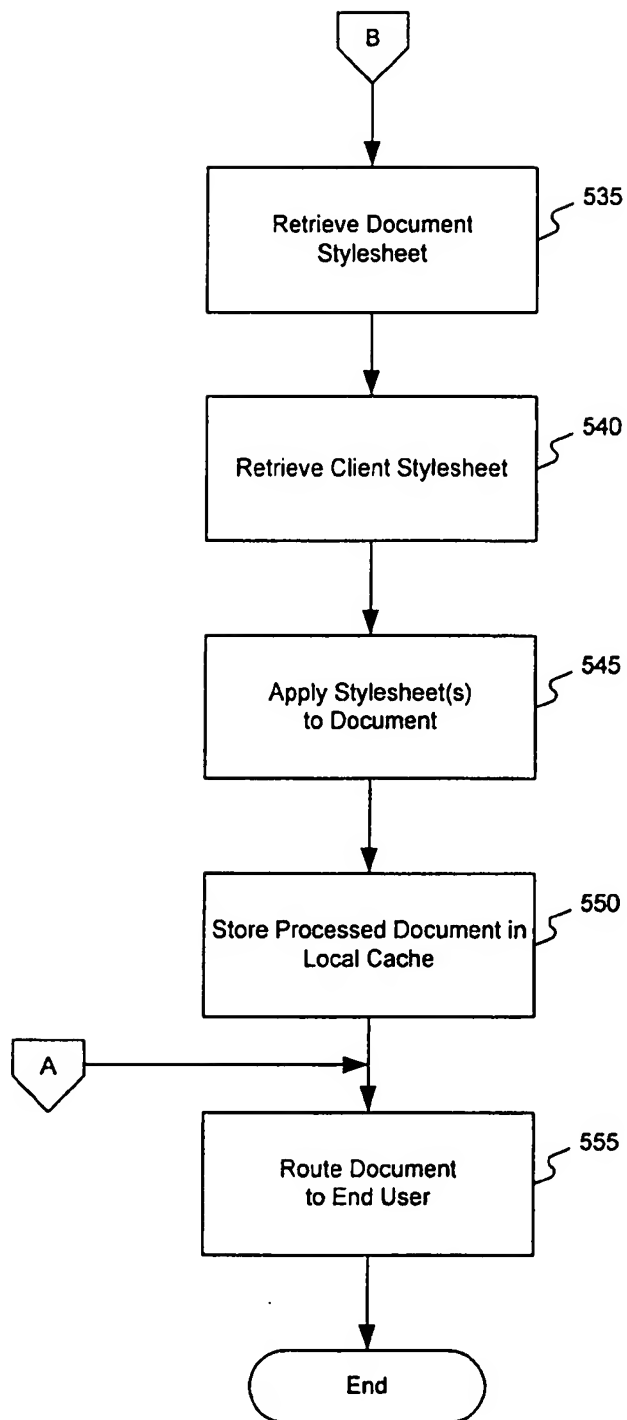 B
Retrieve Document
Stylesheet
535
Retrieve Client Stylesheet
540
Apply Stylesheet(s)
to Document
545
Store Processed Document in
Local Cache
550
A
Route Document
to End User
555
End